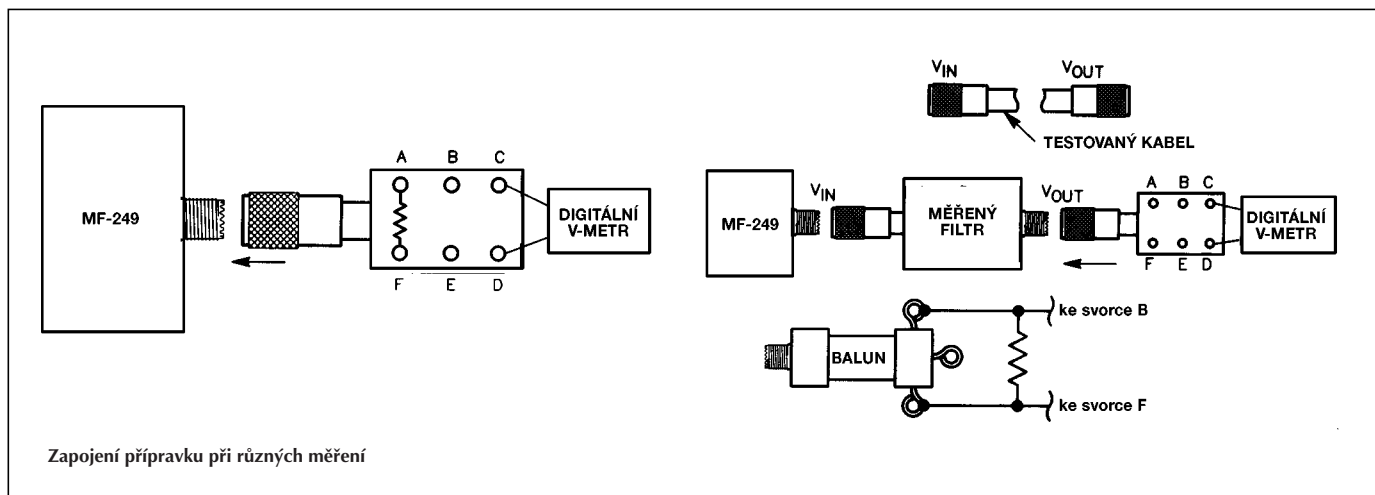 MF-249
A B C
F E D
DIGITÁLNÍ
V-METR
VIN
VOUT
TESTOVANÝ KABEL
MF-249
VIN
MĚŘENÝ
FILTR
VOUT
A B C
F E D
DIGITÁLNÍ
V-METR
BALUN
ke svorce B
ke svorce F
Zapojení přípravku při různých měření